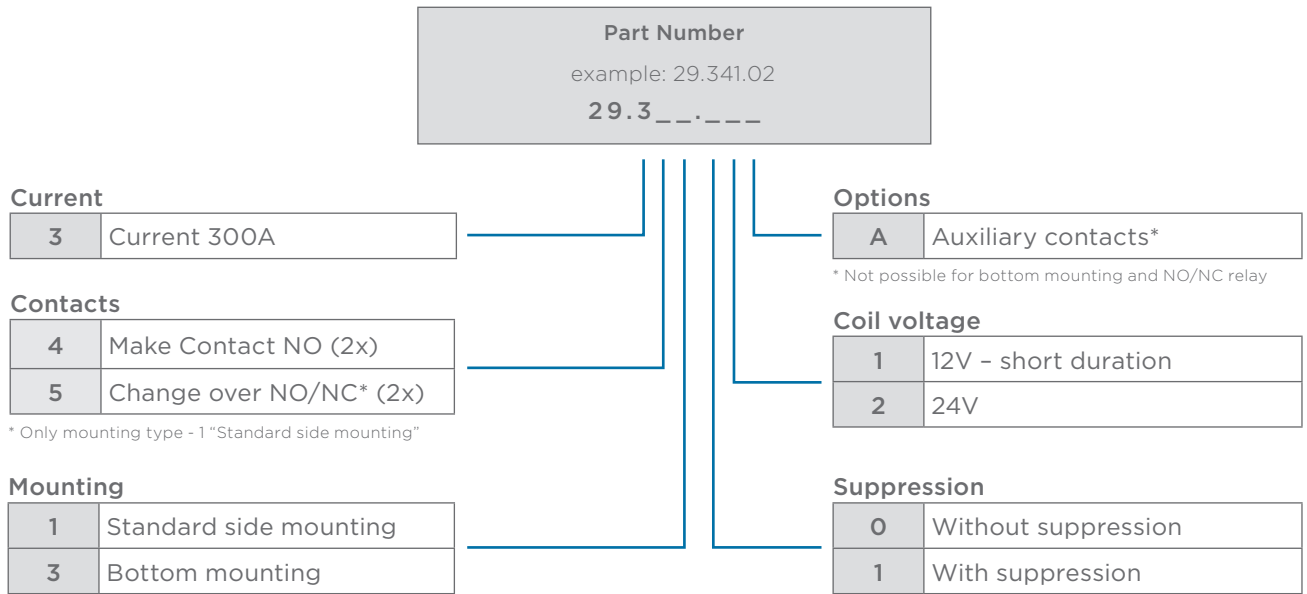 Part Number
example: 29.341.02
29.3__.___
Current
3 Current 300A
Contacts
4 Make Contact NO (2x)
5 Change over NO/NC* (2x)
* Only mounting type - 1 “Standard side mounting”
Mounting
1 Standard side mounting
3 Bottom mounting
Options
A Auxiliary contacts*
* Not possible for bottom mounting and NO/NC relay
Coil voltage
1 12V – short duration
2 24V
Suppression
0 Without suppression
1 With suppression